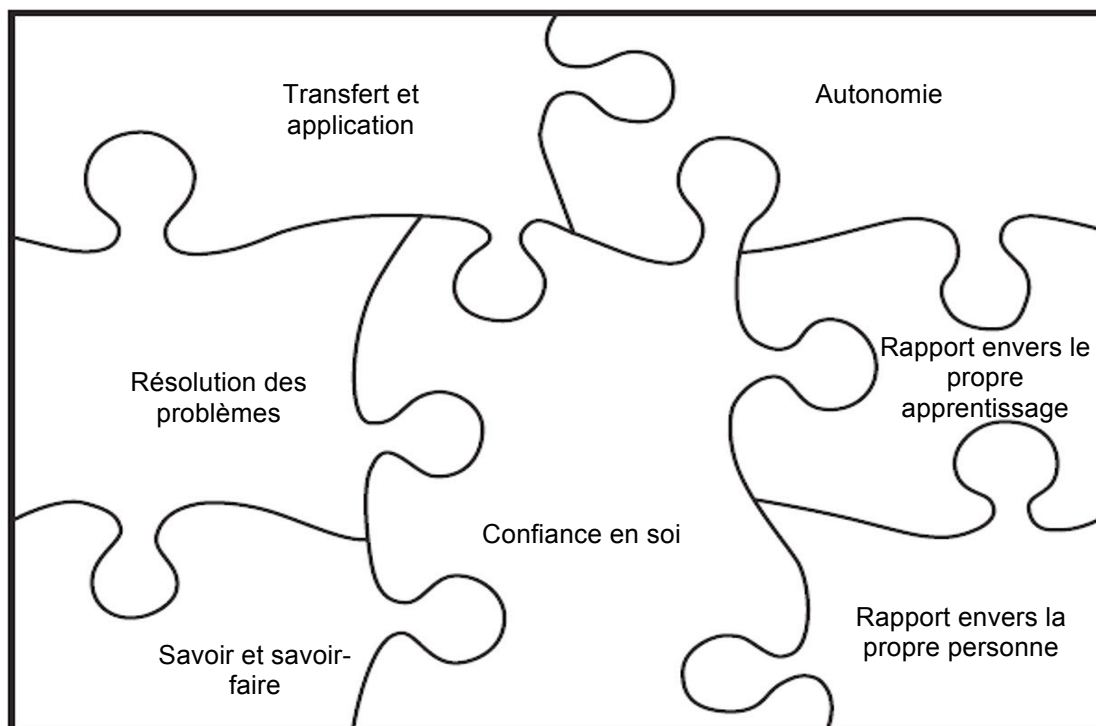 Transfert et
application
Autonomie
Rapport envers le
propre
apprentissage
Résolution des
problèmes
Confiance en soi
Rapport envers la
propre personne
Savoir et savoir-
faire